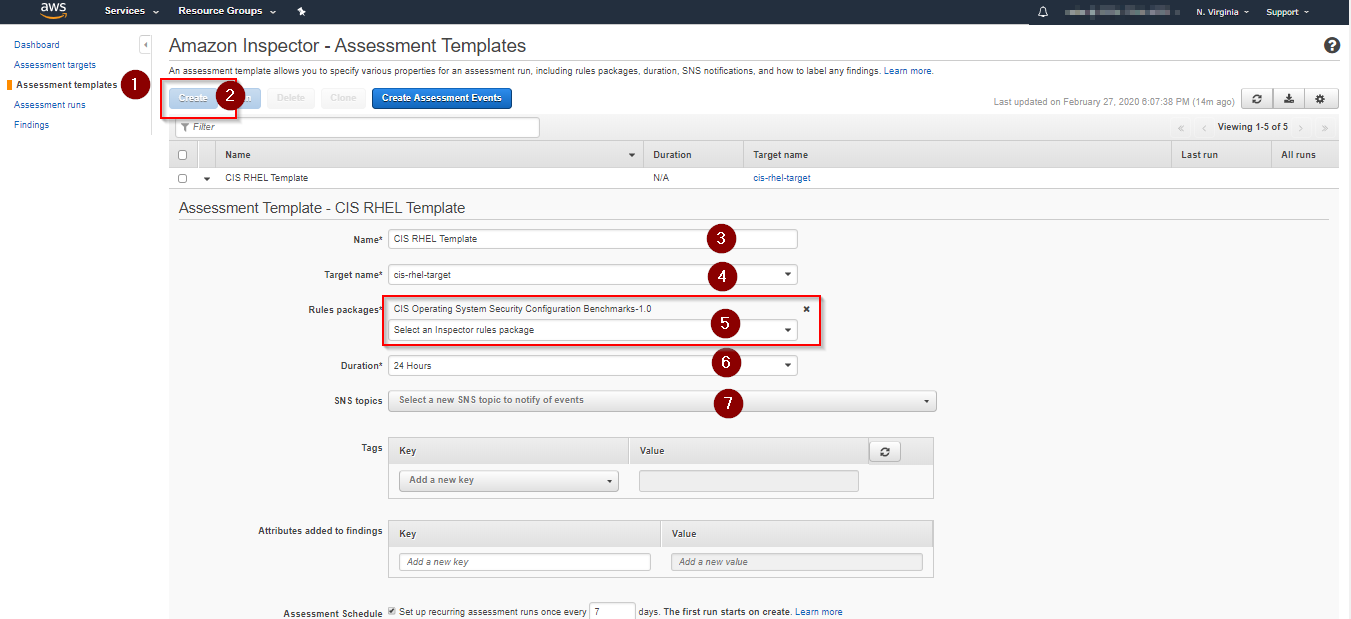 aws Services Resource Groups N. Virginia Support
Dashboard
Assessment targets
Assessment templates 1
Assessment runs
Findings
Amazon Inspector - Assessment Templates
An assessment template allows you to specify various properties for an assessment run, including rules packages, duration, SNS notifications, and how to label any findings. Learn more.
Create 2 Delete Clone Create Assessment Events
Last updated on February 27, 2020 6:07:38 PM (14m ago)
Filter
« ‹ Viewing 1-5 of 5 › »
Name Duration Target name Last run All runs
CIS RHEL Template N/A cis-rhel-target
Assessment Template - CIS RHEL Template
Name* CIS RHEL Template 3
Target name* cis-rhel-target 4
Rules packages* CIS Operating System Security Configuration Benchmarks-1.0
Select an Inspector rules package 5
Duration* 24 Hours 6
SNS topics Select a new SNS topic to notify of events 7
Tags Key Value
Add a new key
Attributes added to findings Key Value
Add a new key Add a new value
Assessment Schedule Set up recurring assessment runs once every 7 days. The first run starts on create. Learn more